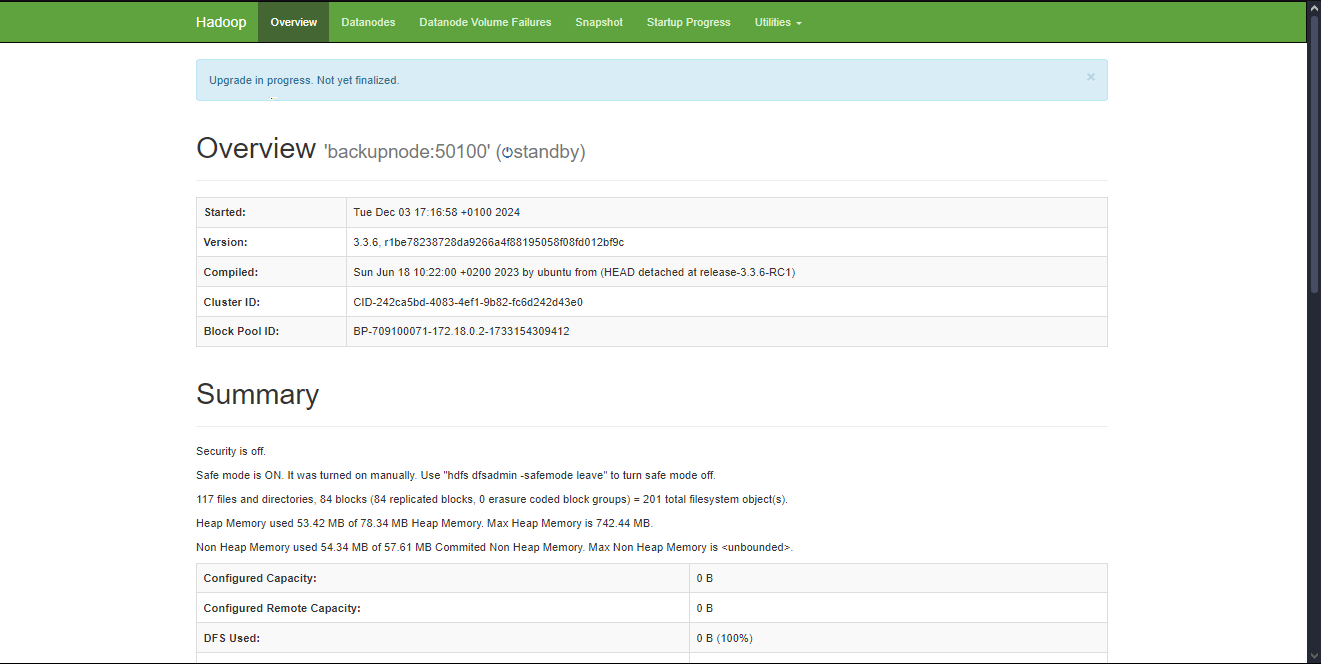 Hadoop Overview Datanodes Datanode Volume Failures Snapshot Startup Progress Utilities
Upgrade in progress. Not yet finalized. ×
Overview 'backupnode:50100' (standby)
Started: Tue Dec 03 17:16:58 +0100 2024
Version: 3.3.6, r1be78238728da9266a4f88195058f08fd012bf9c
Compiled: Sun Jun 18 10:22:00 +0200 2023 by ubuntu from (HEAD detached at release-3.3.6-RC1)
Cluster ID: CID-242ca5bd-4083-4ef1-9b82-fc6d242d43e0
Block Pool ID: BP-709100071-172.18.0.2-1733154309412
Summary
Security is off.
Safe mode is ON. It was turned on manually. Use "hdfs dfsadmin -safemode leave" to turn safe mode off.
117 files and directories, 84 blocks (84 replicated blocks, 0 erasure coded block groups) = 201 total filesystem object(s).
Heap Memory used 53.42 MB of 78.34 MB Heap Memory. Max Heap Memory is 742.44 MB.
Non Heap Memory used 54.34 MB of 57.61 MB Commited Non Heap Memory. Max Non Heap Memory is <unbounded>.
Configured Capacity: 0 B
Configured Remote Capacity: 0 B
DFS Used: 0 B (100%)